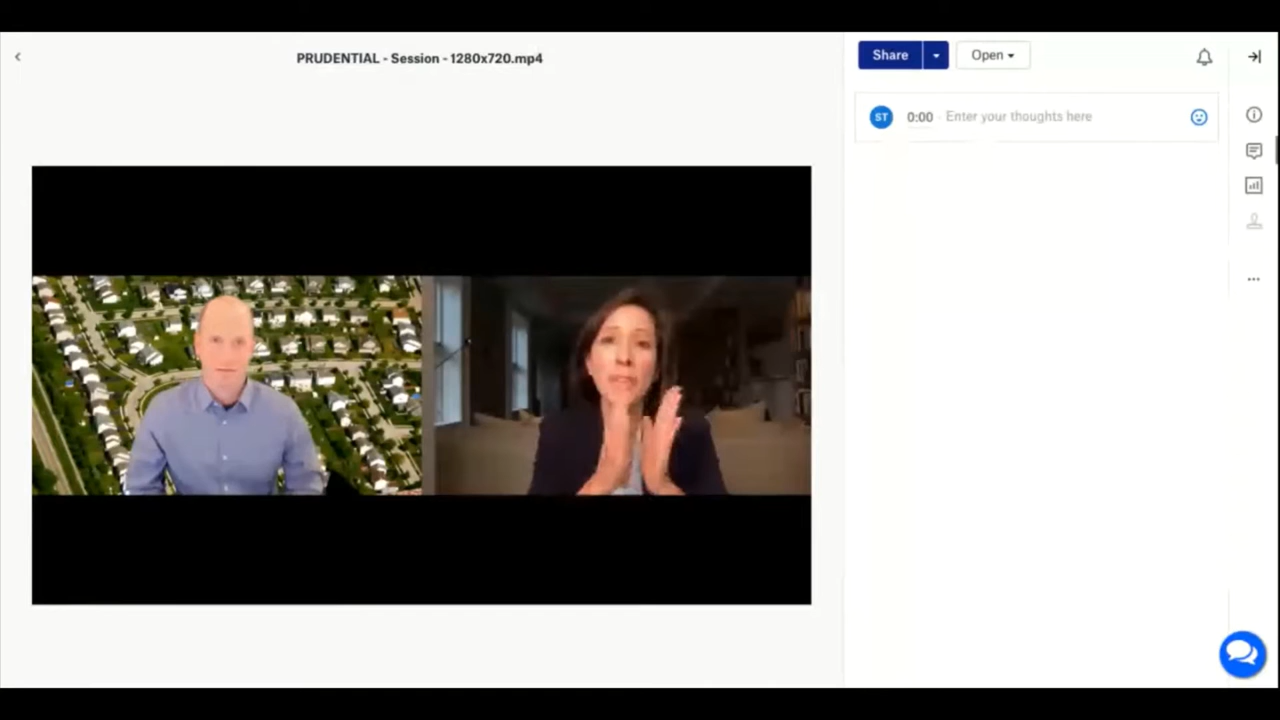 PRUDENTIAL - Session - 1280x720.mp4
Share
Open
ST 0:00 Enter your thoughts here